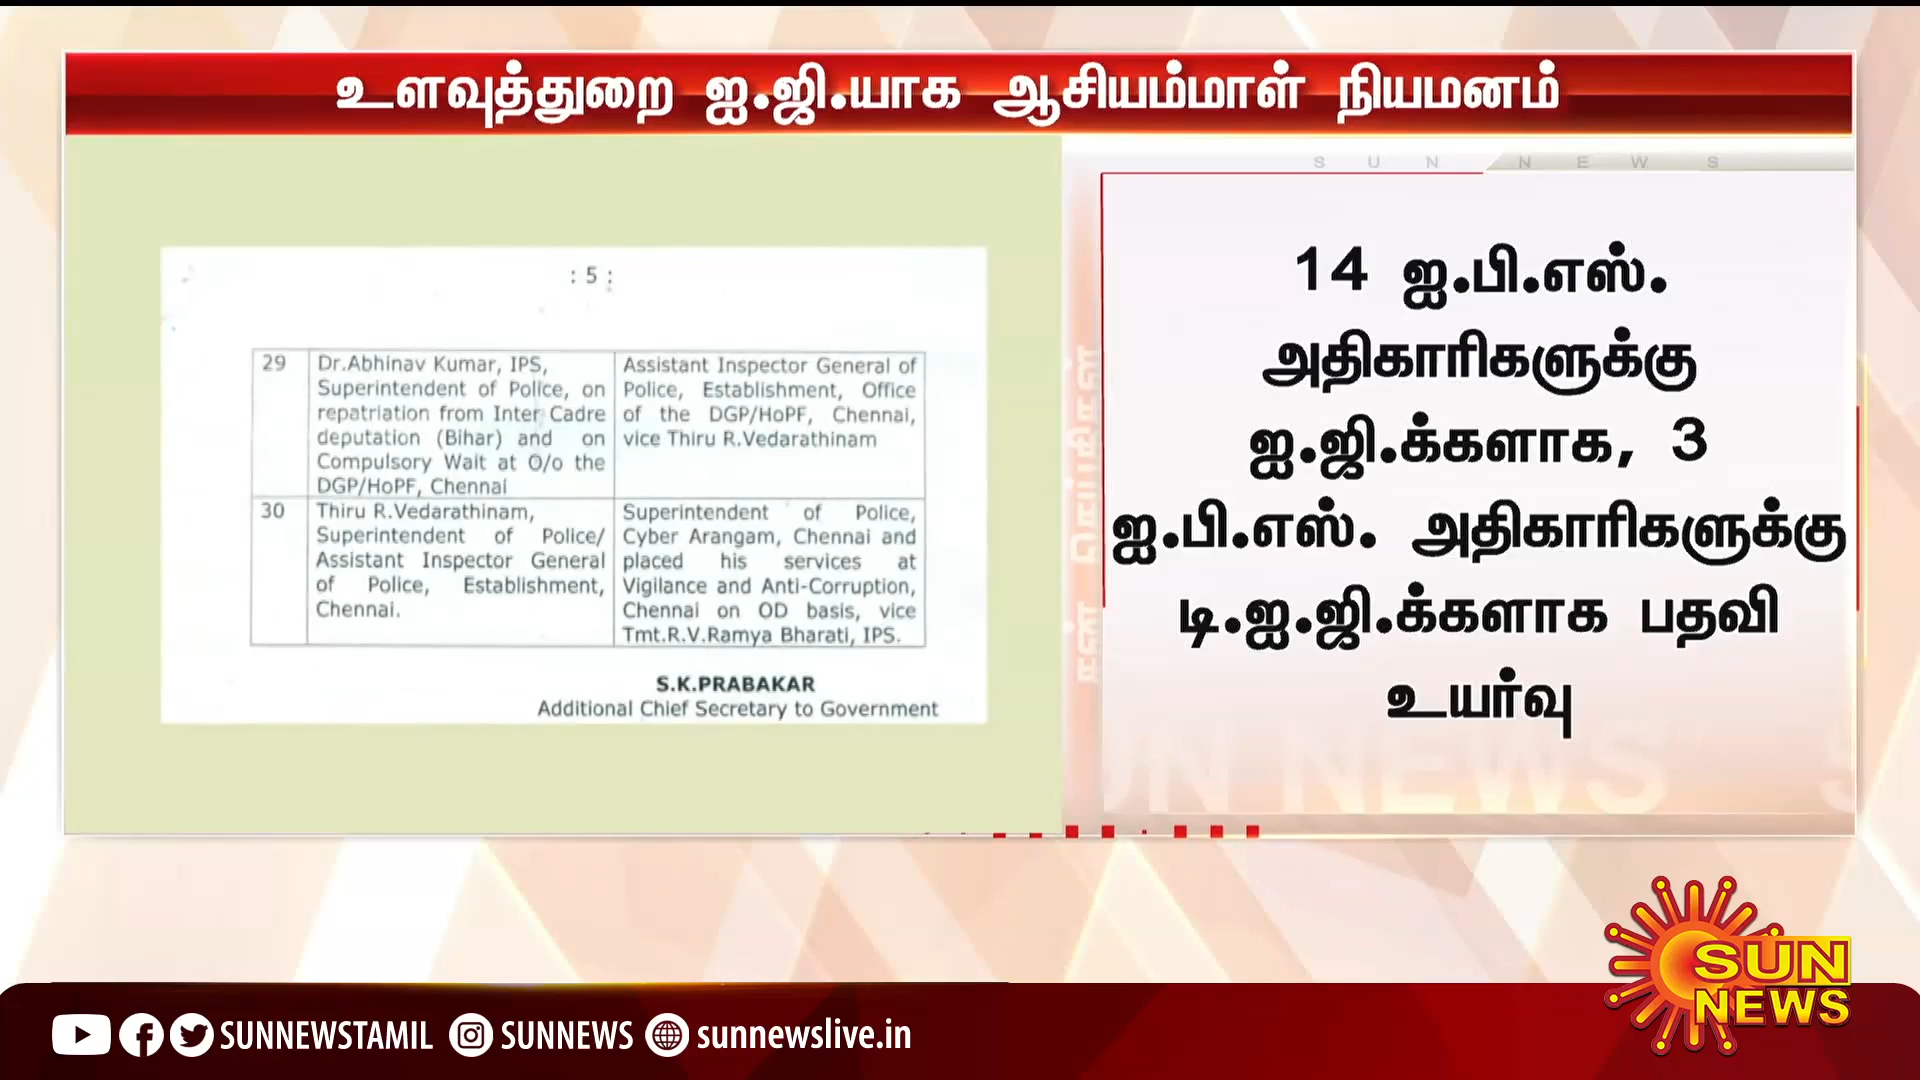 உளவுத்துறை ஐ.ஜி.யாக ஆசியம்மாள் நியமனம்
SUN NEWS
: 5 :
29 Dr.Abhinav Kumar, IPS,
Superintendent of Police, on
repatriation from Inter Cadre
deputation (Bihar) and on
Compulsory Wait at O/o the
DGP/HoPF, Chennai
Assistant Inspector General of
Police, Establishment, Office
of the DGP/HoPF, Chennai,
vice Thiru R.Vedarathinam
30 Thiru R.Vedarathinam,
Superintendent of Police/
Assistant Inspector General
of Police, Establishment,
Chennai.
Superintendent of Police,
Cyber Arangam, Chennai and
placed his services at
Vigilance and Anti-Corruption,
Chennai on OD basis, vice
Tmt.R.V.Ramya Bharati, IPS.
S.K.PRABAKAR
Additional Chief Secretary to Government
14 ஐ.பி.எஸ்.
அதிகாரிகளுக்கு
ஐ.ஜி.க்களாக, 3
ஐ.பி.எஸ். அதிகாரிகளுக்கு
டி.ஐ.ஜி.க்களாக பதவி
உயர்வு
SUN NEWS
SUN
NEWS
SUNNEWSTAMIL SUNNEWS sunnewslive.in